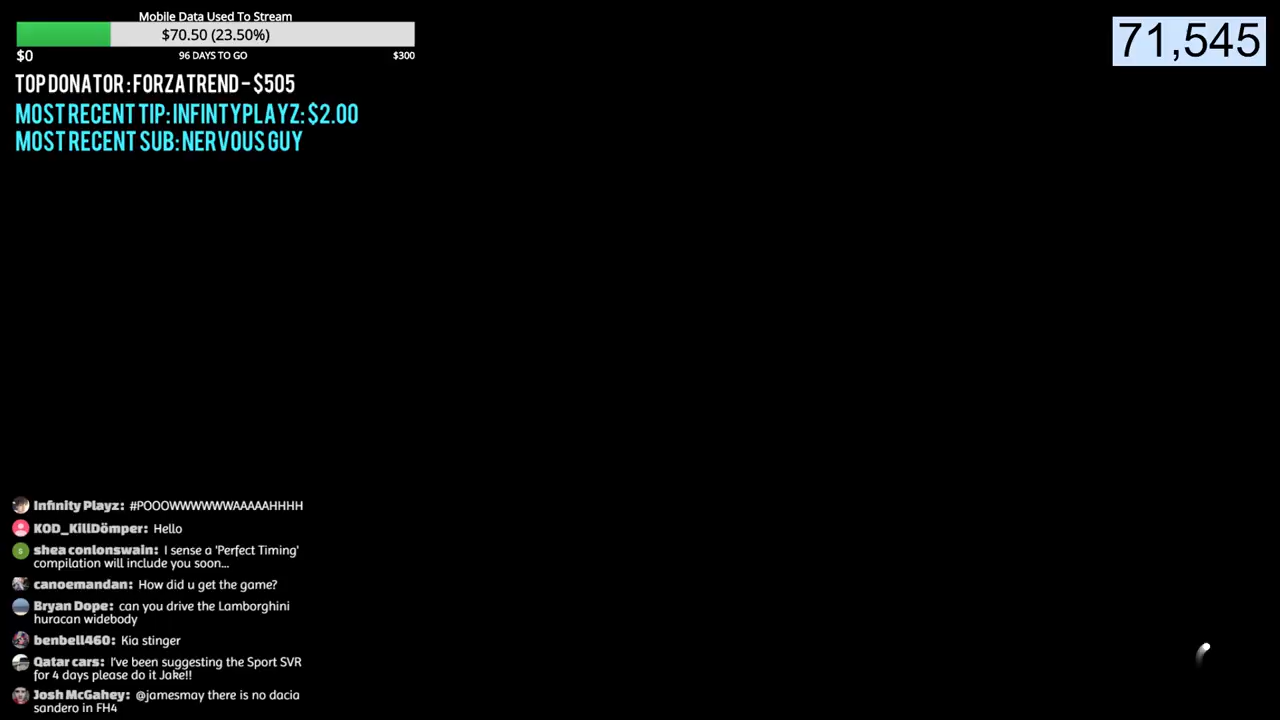 Mobile Data Used To Stream
71,545
$70.50 (23.50%)
$0
96 DAYS TO GO
$300
TOP DONATOR : FORZATREND - $505
MOST RECENT TIP: INFINTYPLAYZ: $2.00
MOST RECENT SUB: NERVOUS GUY
Infinity Playz: #POOOWWWWWWAAAAAHHHH
KOD_KillDömper: Hello
S
shea conlonswain: I sense a 'Perfect Timing'
compilation will include you soon...
canoemandan: How did u get the game?
Bryan Dope: can you drive the Lamborghini
huracan widebody
benbell460: Kia stinger
Qatar cars: I've been suggesting the Sport SVR
for 4 days please do it Jake!!
Josh McGahey: @jamesmay there is no dacia
sandero in FH4